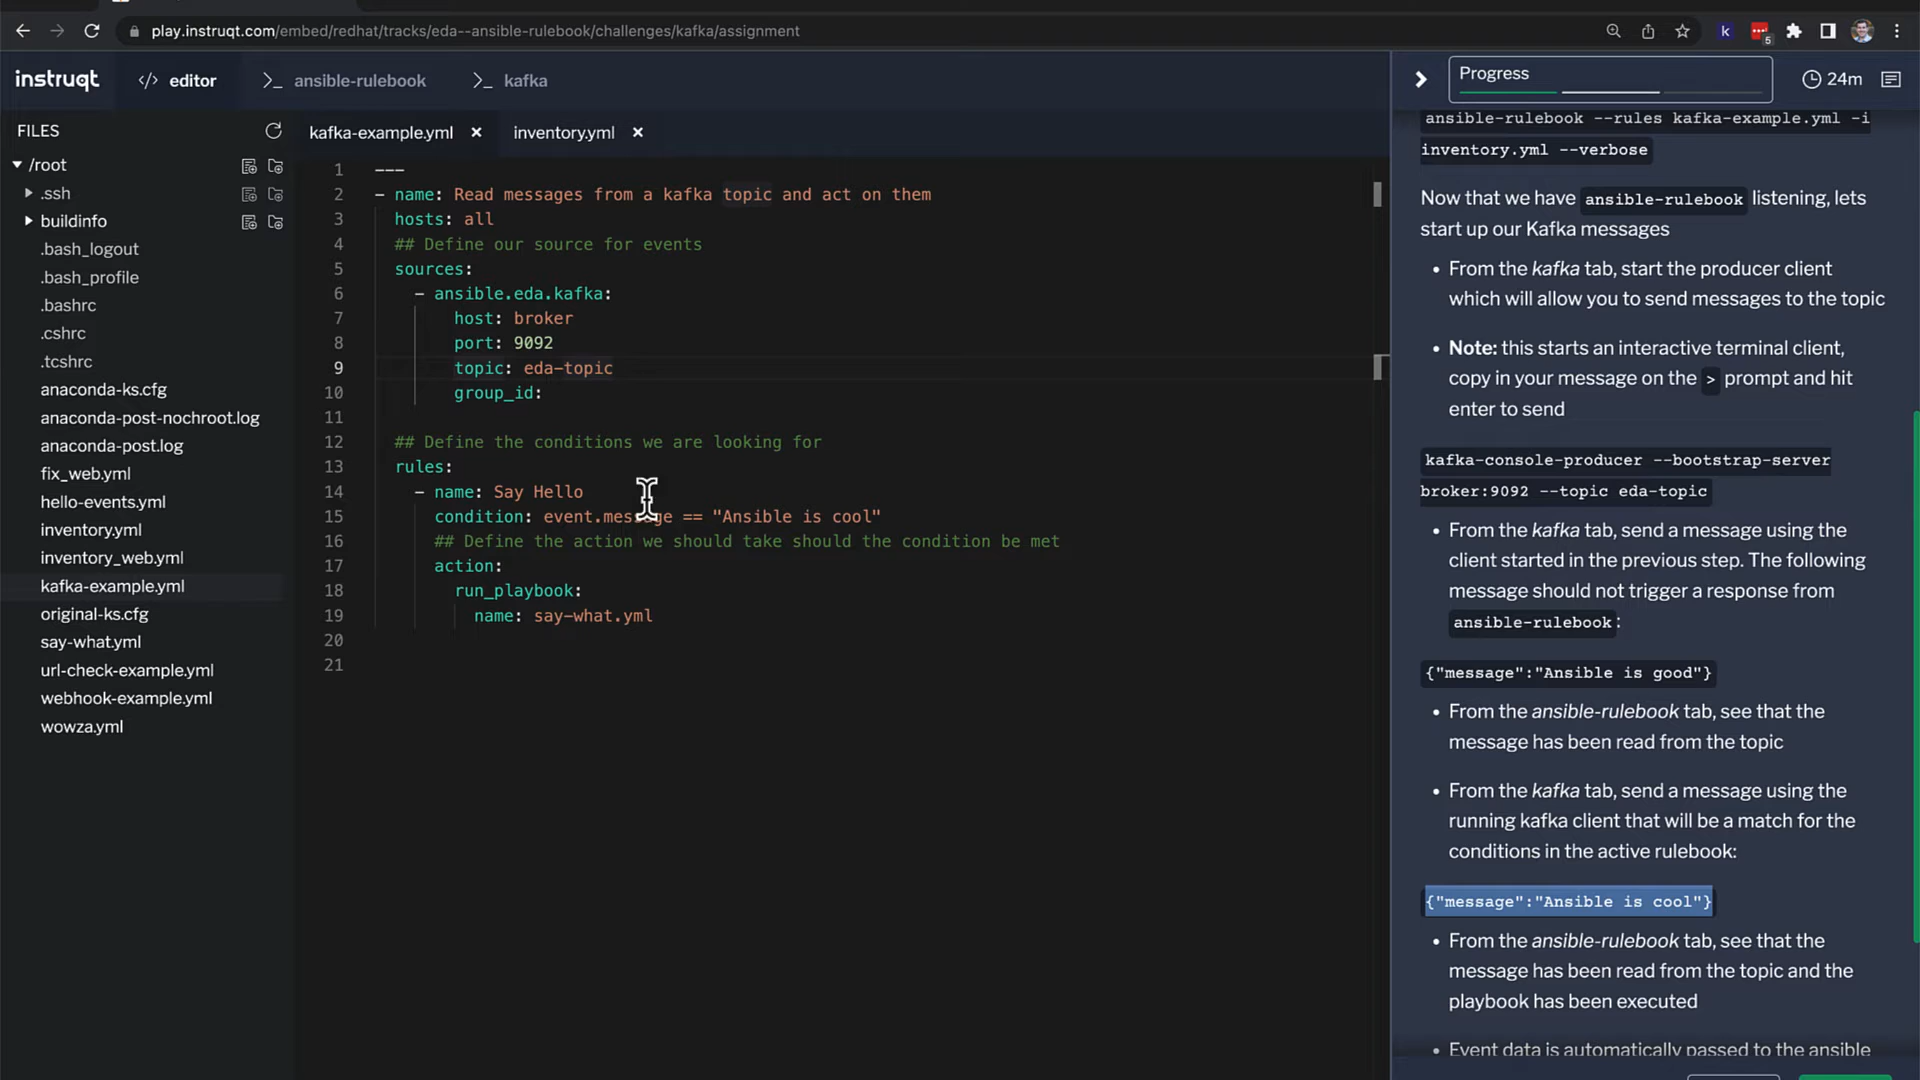 play.instruqt.com/embed/redhat/tracks/eda--ansible-rulebook/challenges/kafka/assignment
5
instruqt
</> editor
>_ ansible-rulebook
>_ kafka
FILES
/root
.ssh
buildinfo
.bash_logout
.bash_profile
.bashrc
.cshrc
.tcshrc
anaconda-ks.cfg
anaconda-post-nochroot.log
anaconda-post.log
fix_web.yml
hello-events.yml
inventory.yml
inventory_web.yml
kafka-example.yml
original-ks.cfg
say-what.yml
url-check-example.yml
webhook-example.yml
wowza.yml
kafka-example.yml ×
inventory.yml ×
1 ---
2 - name: Read messages from a kafka topic and act on them
3 hosts: all
4 ## Define our source for events
5 sources:
6 - ansible.eda.kafka:
7 host: broker
8 port: 9092
9 topic: eda-topic
10 group_id:
11
12 ## Define the conditions we are looking for
13 rules:
14 - name: Say Hello
15 condition: event.message == "Ansible is cool"
16 ## Define the action we should take should the condition be met
17 action:
18 run_playbook:
19 name: say-what.yml
20
21
Progress
24m
ansible-rulebook --rules kafka-example.yml -i
inventory.yml --verbose
Now that we have ansible-rulebook listening, lets
start up our Kafka messages
• From the kafka tab, start the producer client
which will allow you to send messages to the topic
• Note: this starts an interactive terminal client,
copy in your message on the > prompt and hit
enter to send
kafka-console-producer --bootstrap-server
broker:9092 --topic eda-topic
• From the kafka tab, send a message using the
client started in the previous step. The following
message should not trigger a response from
ansible-rulebook:
{"message":"Ansible is good"}
• From the ansible-rulebook tab, see that the
message has been read from the topic
• From the kafka tab, send a message using the
running kafka client that will be a match for the
conditions in the active rulebook:
{"message":"Ansible is cool"}
• From the ansible-rulebook tab, see that the
message has been read from the topic and the
playbook has been executed
• Event data is automatically passed to the ansible